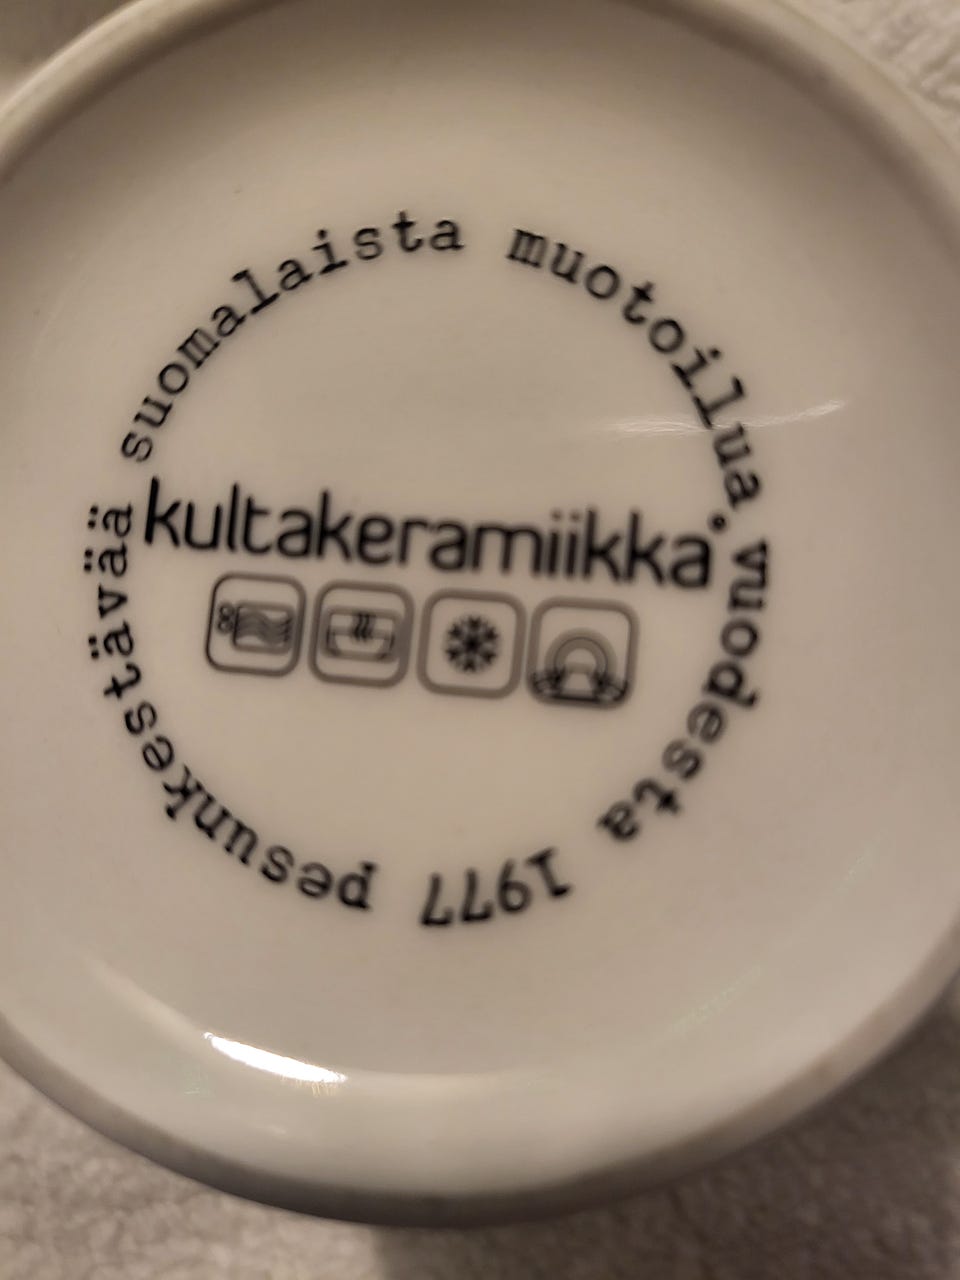 pesunkestävää suomalaista muotoilua vuodesta 1977
kultakeramiikka